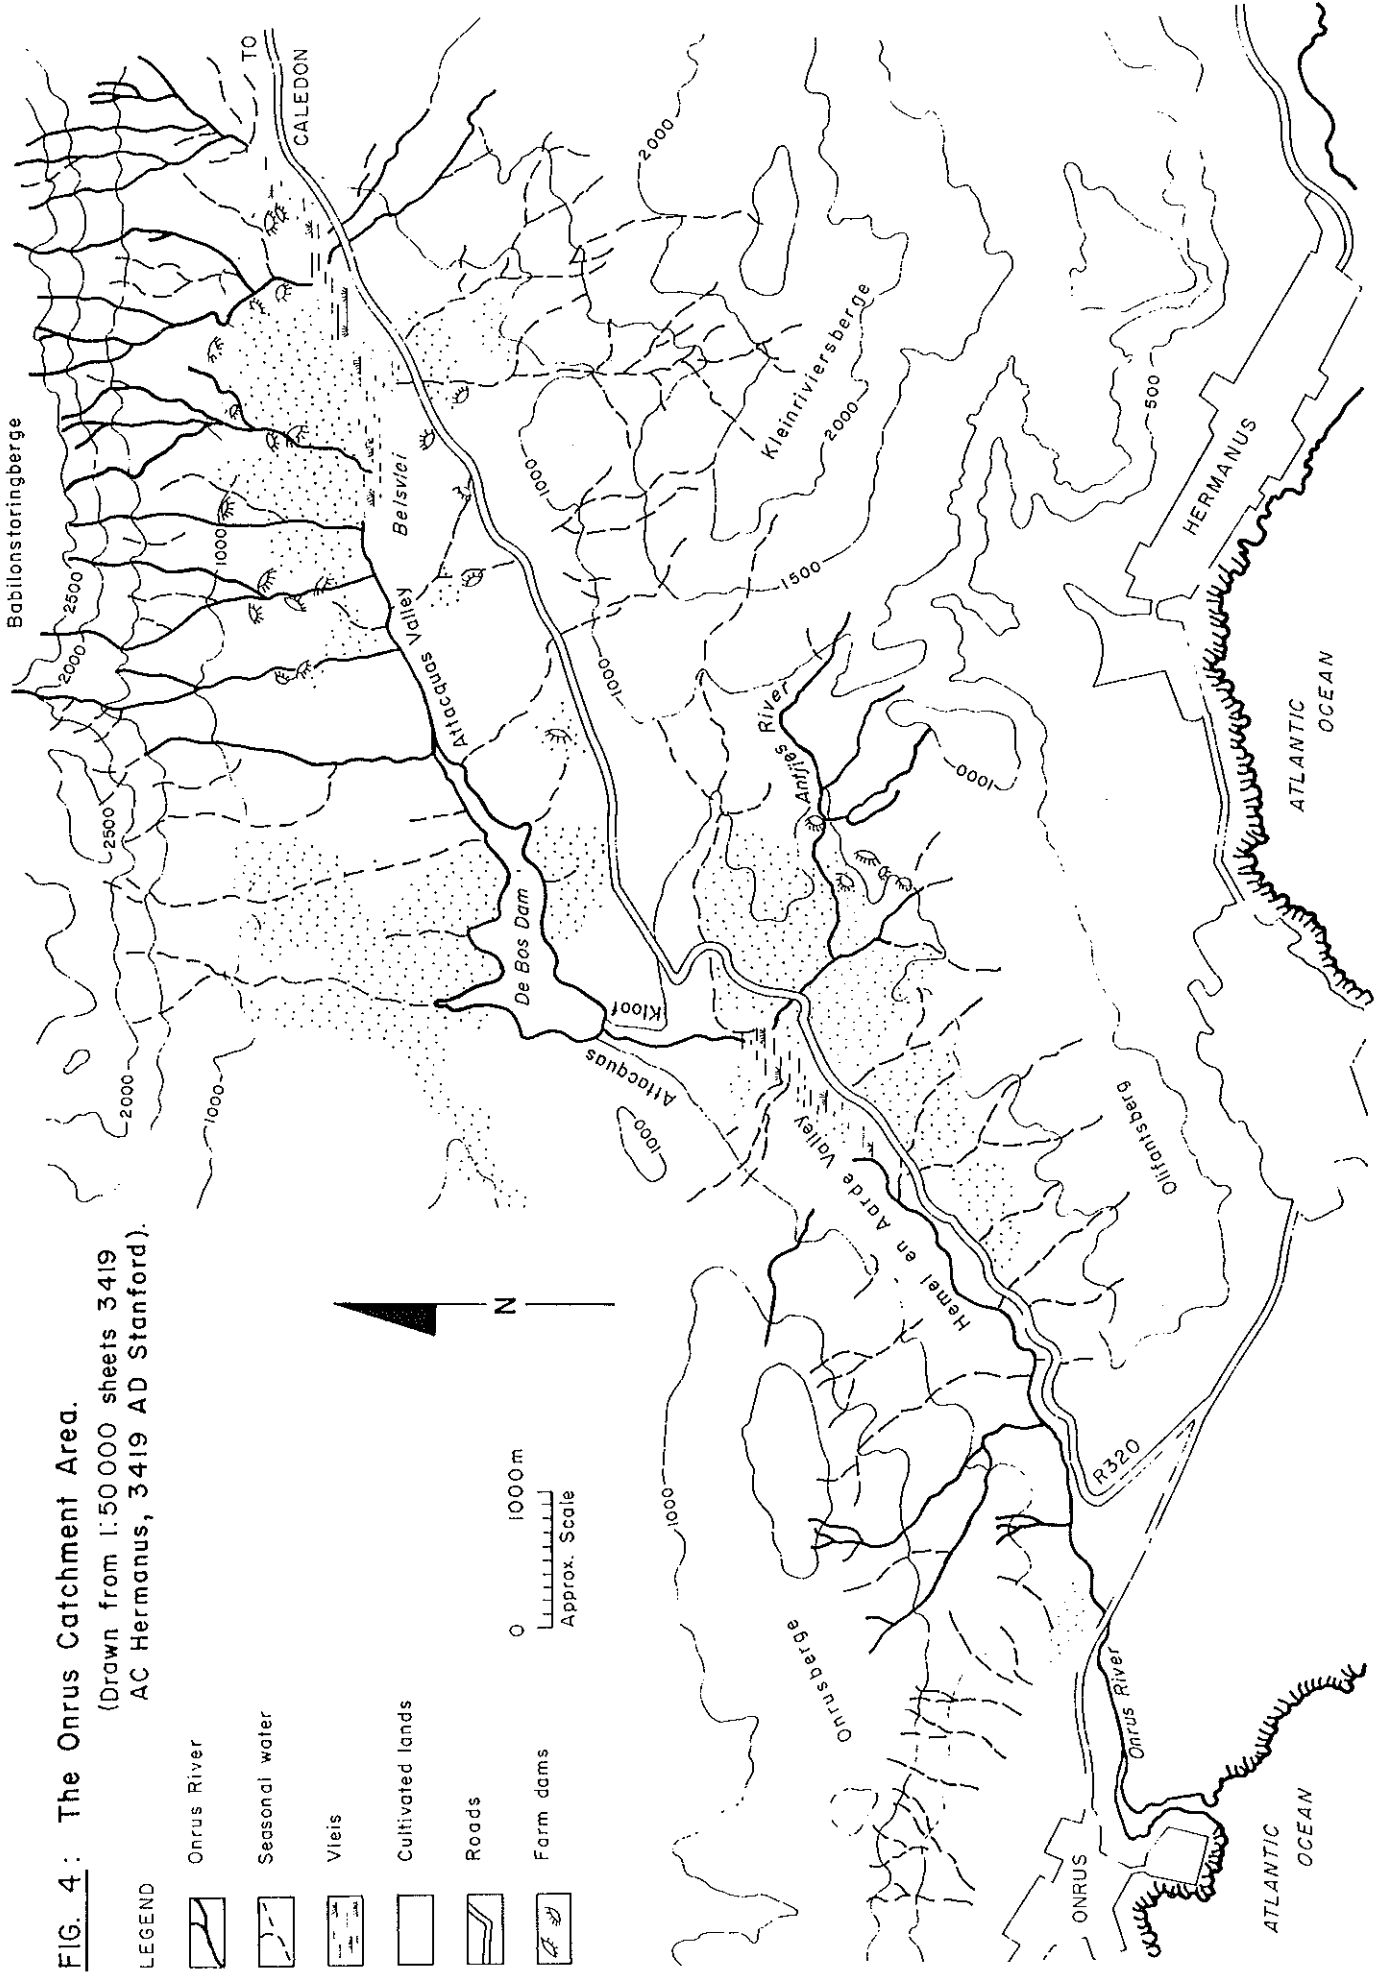 FIG. 4 : The Onrus Catchment Area.
(Drawn from 1:50 000 sheets 3419
AC Hermanus, 3419 AD Stanford).
LEGEND
Onrus River
Seasonal water
Vleis
Cultivated lands
Roads
Farm dams
0 1000m
Approx. Scale
N
Babilonstoringberge
TO
CALEDON
2500
2000
2500
2000
1000
1000
Belsvlei
Attacquas Valley
De Bos Dam
Attacquas
Kloof
1000
1000
1000
2000
Kleinriviersberge
2000
1500
Antjies River
1000
500
Hemel en Aarde Valley
Olifantsberg
1000
Onrusberge
R320
Onrus River
ONRUS
HERMANUS
ATLANTIC
OCEAN
ATLANTIC
OCEAN